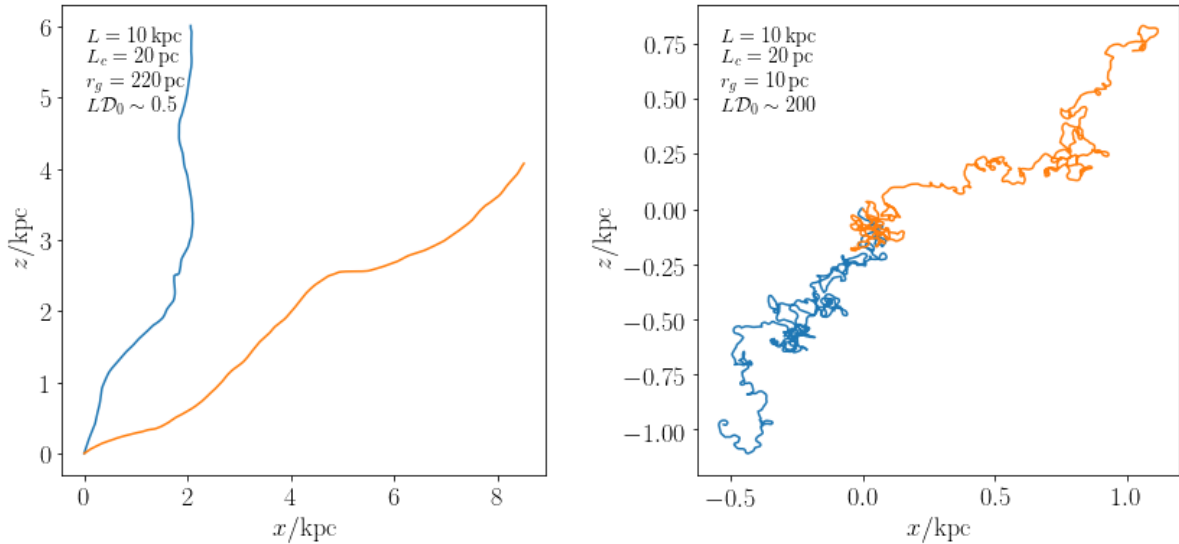 L = 10 kpc
L_c = 20 pc
r_g = 220 pc
L𝒟_0 ∼ 0.5
6
5
4
3
2
1
0
z/kpc
0 2 4 6 8
x/kpc
L = 10 kpc
L_c = 20 pc
r_g = 10 pc
L𝒟_0 ∼ 200
0.75
0.50
0.25
0.00
−0.25
−0.50
−0.75
−1.00
z/kpc
−0.5 0.0 0.5 1.0
x/kpc